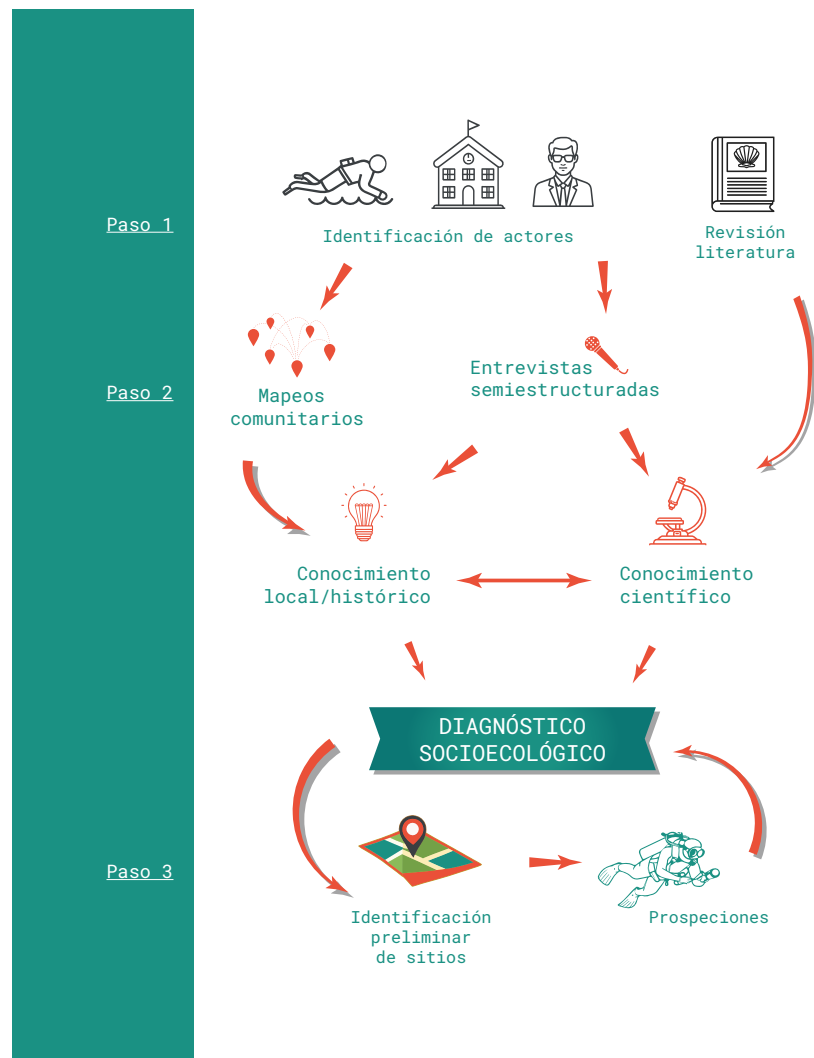 Paso 1
Identificación de actores
Revisión
literatura
Paso 2
Mapeos
comunitarios
Entrevistas
semiestructuradas
Conocimiento
local/histórico
Conocimiento
científico
DIAGNÓSTICO
SOCIOECOLÓGICO
Paso 3
Identificación
preliminar
de sitios
Prospeciones